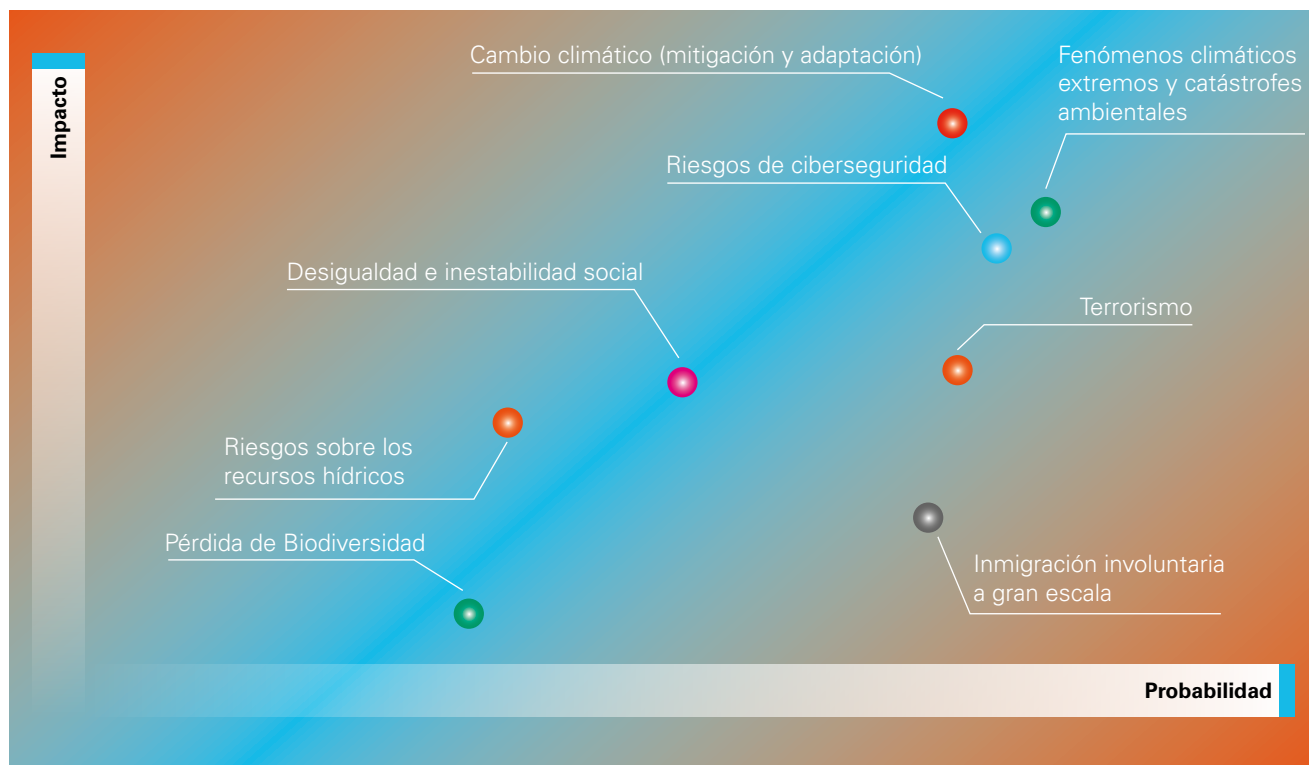 Impacto
Cambio climático (mitigación y adaptación)
Fenómenos climáticos
extremos y catástrofes
ambientales
Riesgos de ciberseguridad
Desigualdad e inestabilidad social
Terrorismo
Riesgos sobre los
recursos hídricos
Pérdida de Biodiversidad
Inmigración involuntaria
a gran escala
Probabilidad